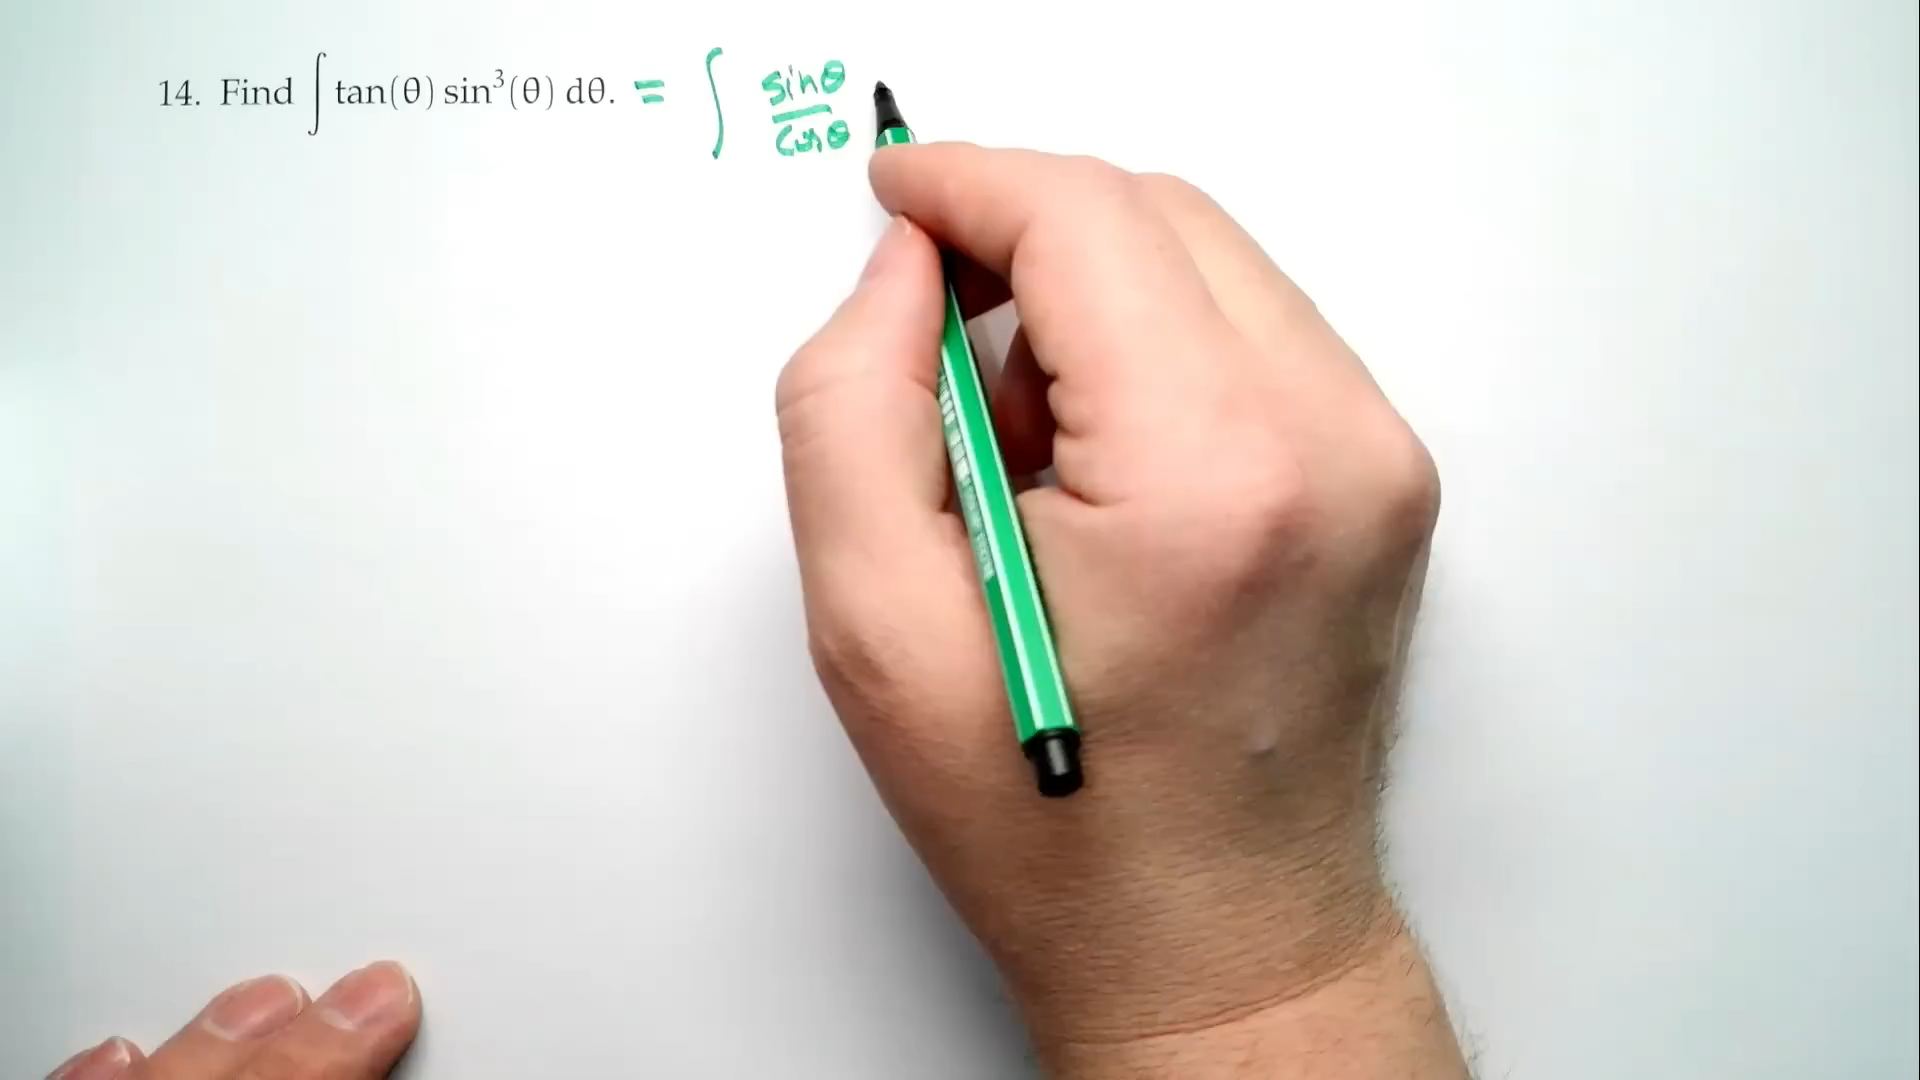 14. Find ∫ tan(θ) sin³(θ) dθ. = ∫ sinθ/cosθ